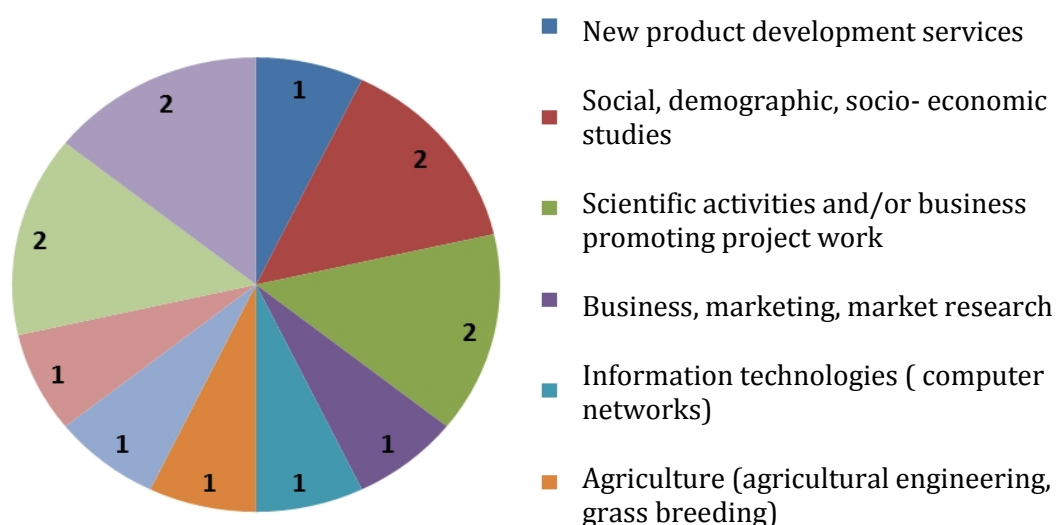 New product development services
Social, demographic, socio- economic
studies
Scientific activities and/or business
promoting project work
Business, marketing, market research
Information technologies ( computer
networks)
Agriculture (agricultural engineering,
grass breeding)
1
2
2
1
1
1
1
1
2
2